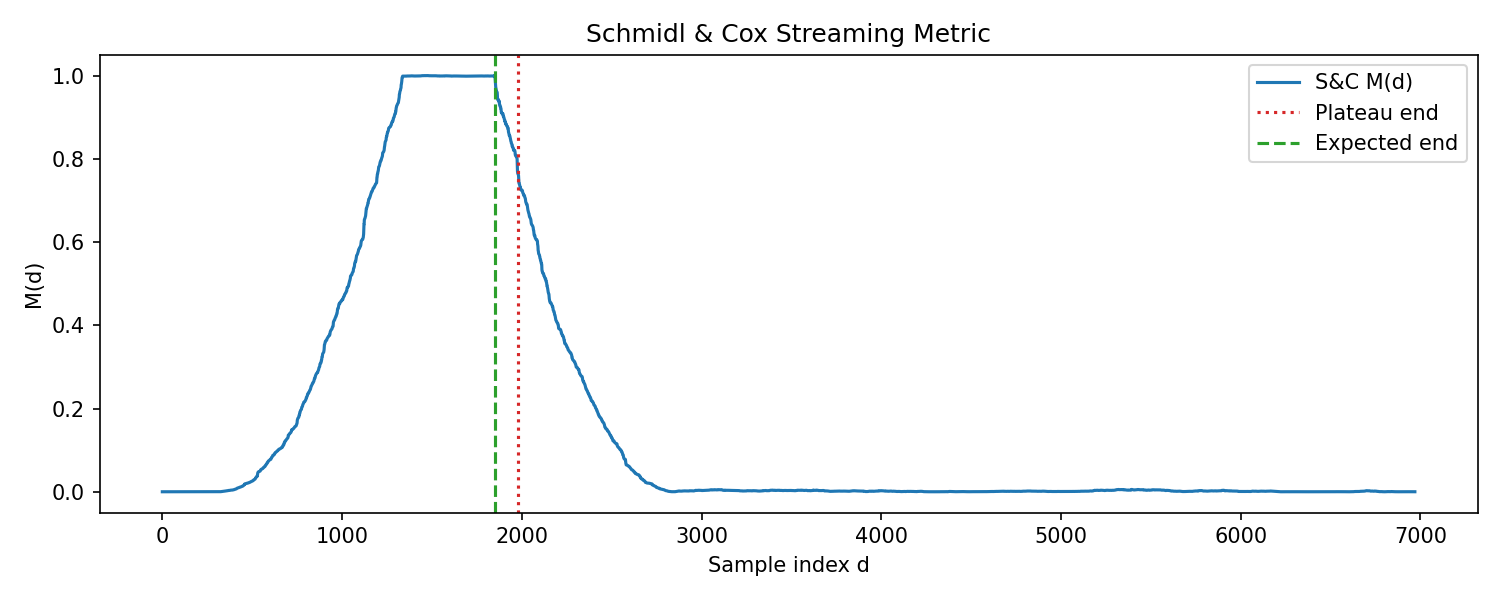 Schmidl & Cox Streaming Metric
S&C M(d)
Plateau end
Expected end
M(d)
1.0
0.8
0.6
0.4
0.2
0.0
0 1000 2000 3000 4000 5000 6000 7000
Sample index d